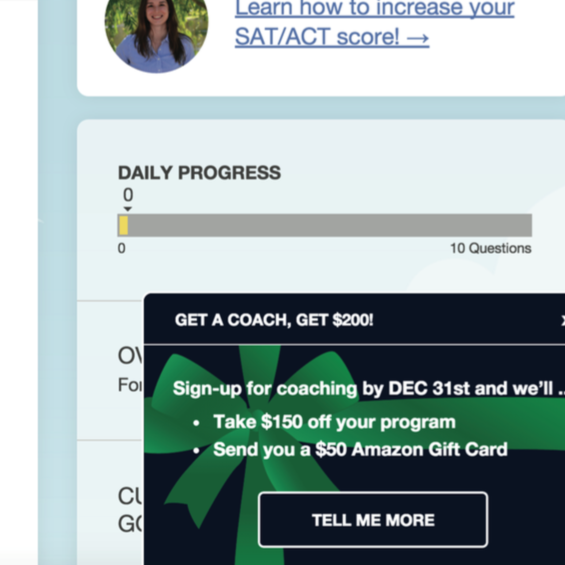 Learn how to increase your
SAT/ACT score! →
DAILY PROGRESS
0
0
10 Questions
GET A COACH, GET $200!
Sign-up for coaching by DEC 31st and we'll ..
• Take $150 off your program
• Send you a $50 Amazon Gift Card
TELL ME MORE